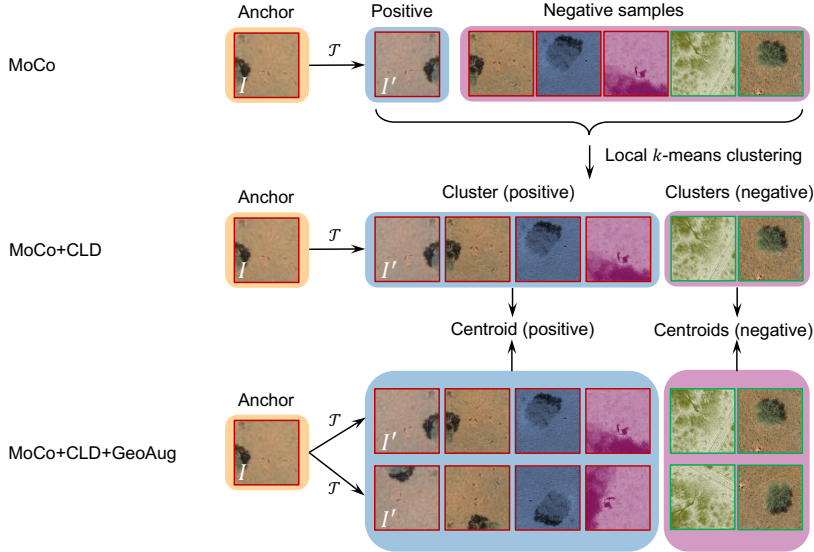 Anchor
Positive
Negative samples
MoCo
𝒯
I
I′
Local k-means clustering
Anchor
Cluster (positive)
Clusters (negative)
MoCo+CLD
𝒯
I
I′
Centroid (positive)
Centroids (negative)
Anchor
MoCo+CLD+GeoAug
𝒯
I
I′
𝒯
I′